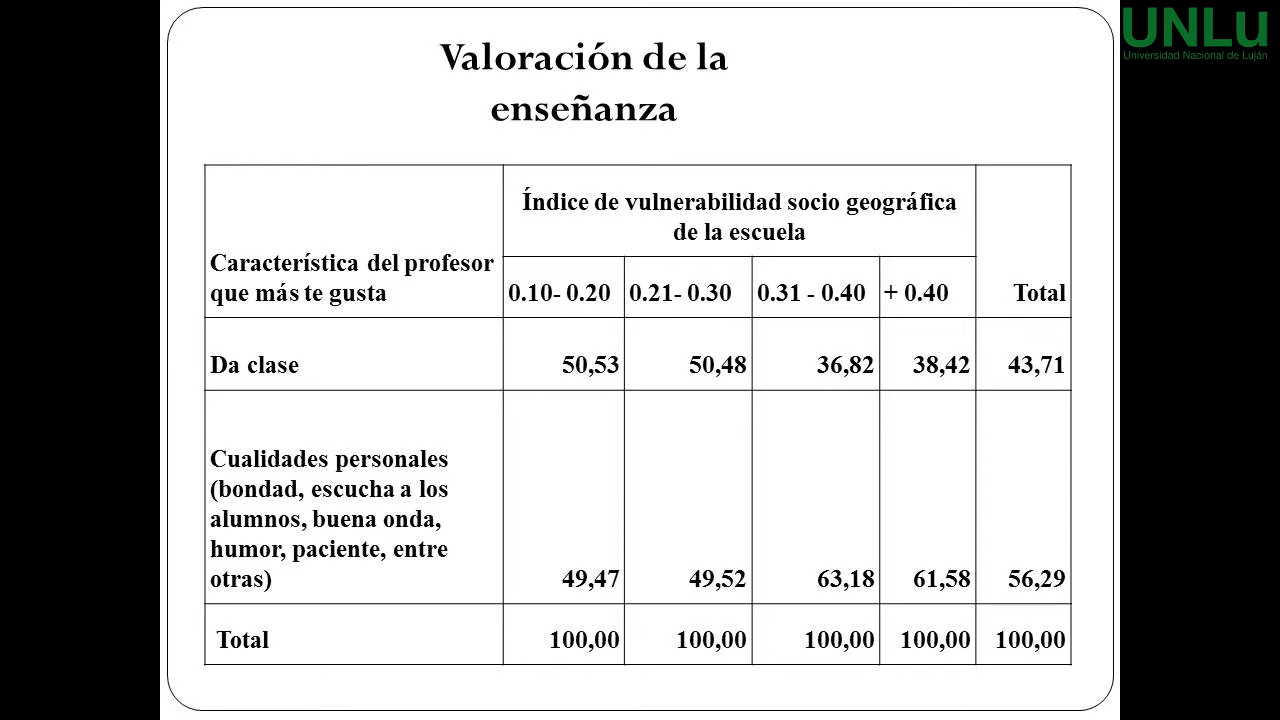 UNLu
Universidad Nacional de Luján
Valoración de la
enseñanza
Índice de vulnerabilidad socio geográfica
de la escuela
Característica del profesor
que más te gusta
0.10- 0.20 0.21- 0.30 0.31 - 0.40 + 0.40 Total
Da clase 50,53 50,48 36,82 38,42 43,71
Cualidades personales
(bondad, escucha a los
alumnos, buena onda,
humor, paciente, entre
otras) 49,47 49,52 63,18 61,58 56,29
Total 100,00 100,00 100,00 100,00 100,00